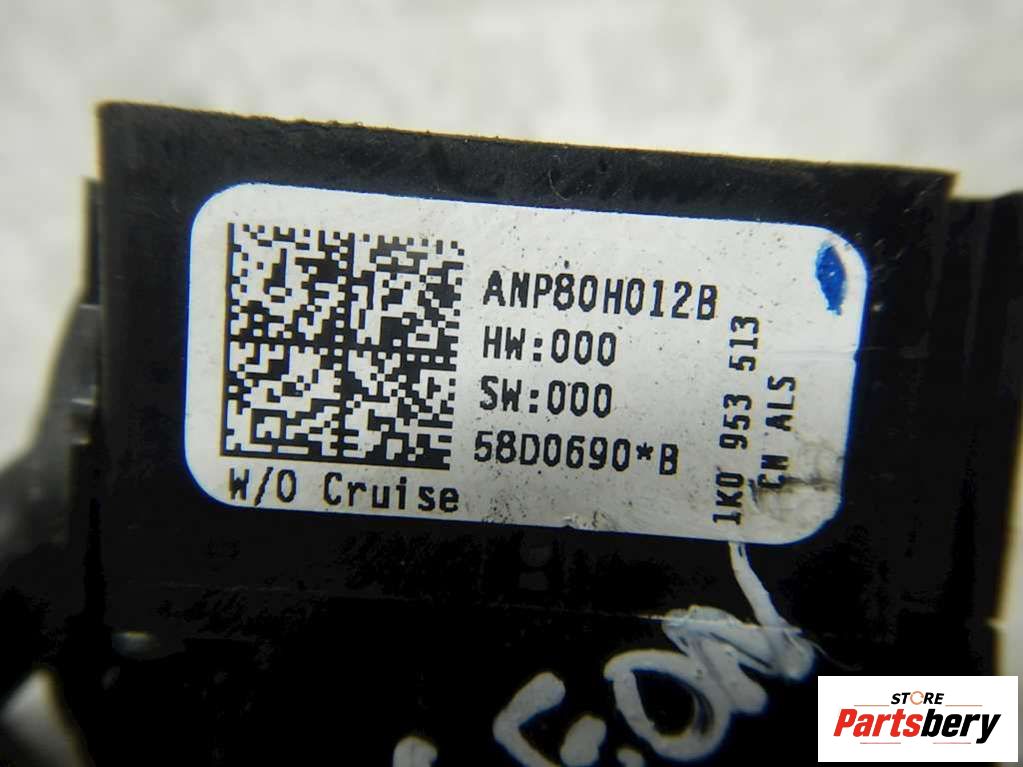 ANP80H012B
HW:000
SW:000
58D0690*B
W/O Cruise
1K0 953 513
CN ALS
STORE
Partsbery